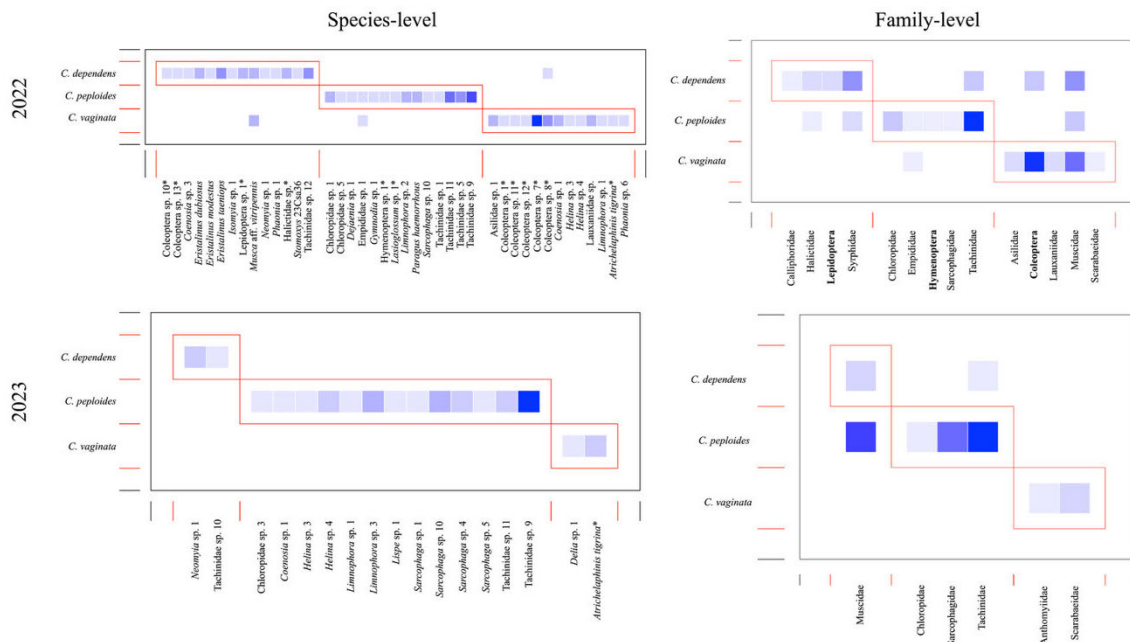 Species-level
Family-level
2022
C. dependens
C. peploides
C. vaginata
Coleoptera sp. 10*
Coleoptera sp. 13*
Coenosia sp. 3
Eristalinus dubiosus
Eristalinus modestus
Eristalinus taeniops
Isomyia sp. 1
Lepidoptera sp. 1*
Musca aff. vitripennis
Neomyia sp. 1
Phaonia sp. 1
Halictidae sp.*
Stomoxys 23Csa36
Tachinidae sp. 12
Chloropidae sp. 1
Chloropidae sp. 5
Dejaenia sp. 1
Empididae sp. 1
Gymnodia sp. 1
Hymenoptera sp. 1*
Lasioglossum sp. 1*
Limnophora sp. 2
Paragus haemorrhous
Sarcophaga sp. 10
Tachinidae sp. 1
Tachinidae sp. 11
Tachinidae sp. 5
Tachinidae sp. 9
Asilidae sp. 1
Coleoptera sp. 1*
Coleoptera sp. 11*
Coleoptera sp. 12*
Coleoptera sp. 7*
Coleoptera sp. 8*
Coenosia sp. 1
Helina sp. 3
Helina sp. 4
Lauxaniidae sp.
Limnophora sp. 1
Atrichelaphinis tigrina*
Phaonia sp. 6
C. dependens
C. peploides
C. vaginata
Calliphoridae
Halictidae
Lepidoptera
Syrphidae
Chloropidae
Empididae
Hymenoptera
Sarcophagidae
Tachinidae
Asilidae
Coleoptera
Lauxaniidae
Muscidae
Scarabaeidae
2023
C. dependens
C. peploides
C. vaginata
Neomyia sp. 1
Tachinidae sp. 10
Chloropidae sp. 3
Coenosia sp. 1
Helina sp. 3
Helina sp. 4
Limnophora sp. 1
Limnophora sp. 3
Lispe sp. 1
Sarcophaga sp. 1
Sarcophaga sp. 10
Sarcophaga sp. 4
Sarcophaga sp. 5
Tachinidae sp. 11
Tachinidae sp. 9
Delia sp. 1
Atrichelaphinis tigrina*
C. dependens
C. peploides
C. vaginata
Muscidae
Chloropidae
Sarcophagidae
Tachinidae
Anthomyiidae
Scarabaeidae